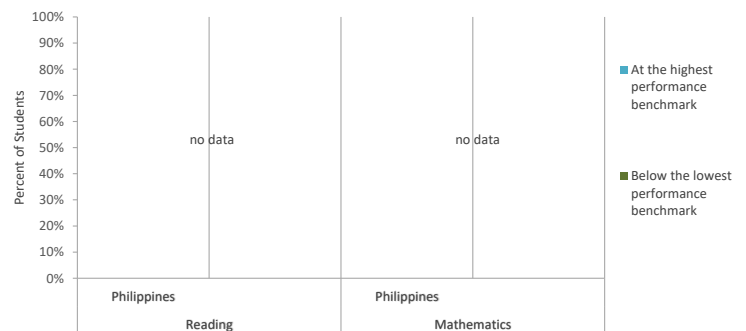 Percent of Students
100%
90%
80%
70%
60%
50%
40%
30%
20%
10%
0%
no data
no data
Philippines
Philippines
Reading
Mathematics
At the highest
performance
benchmark
Below the lowest
performance
benchmark